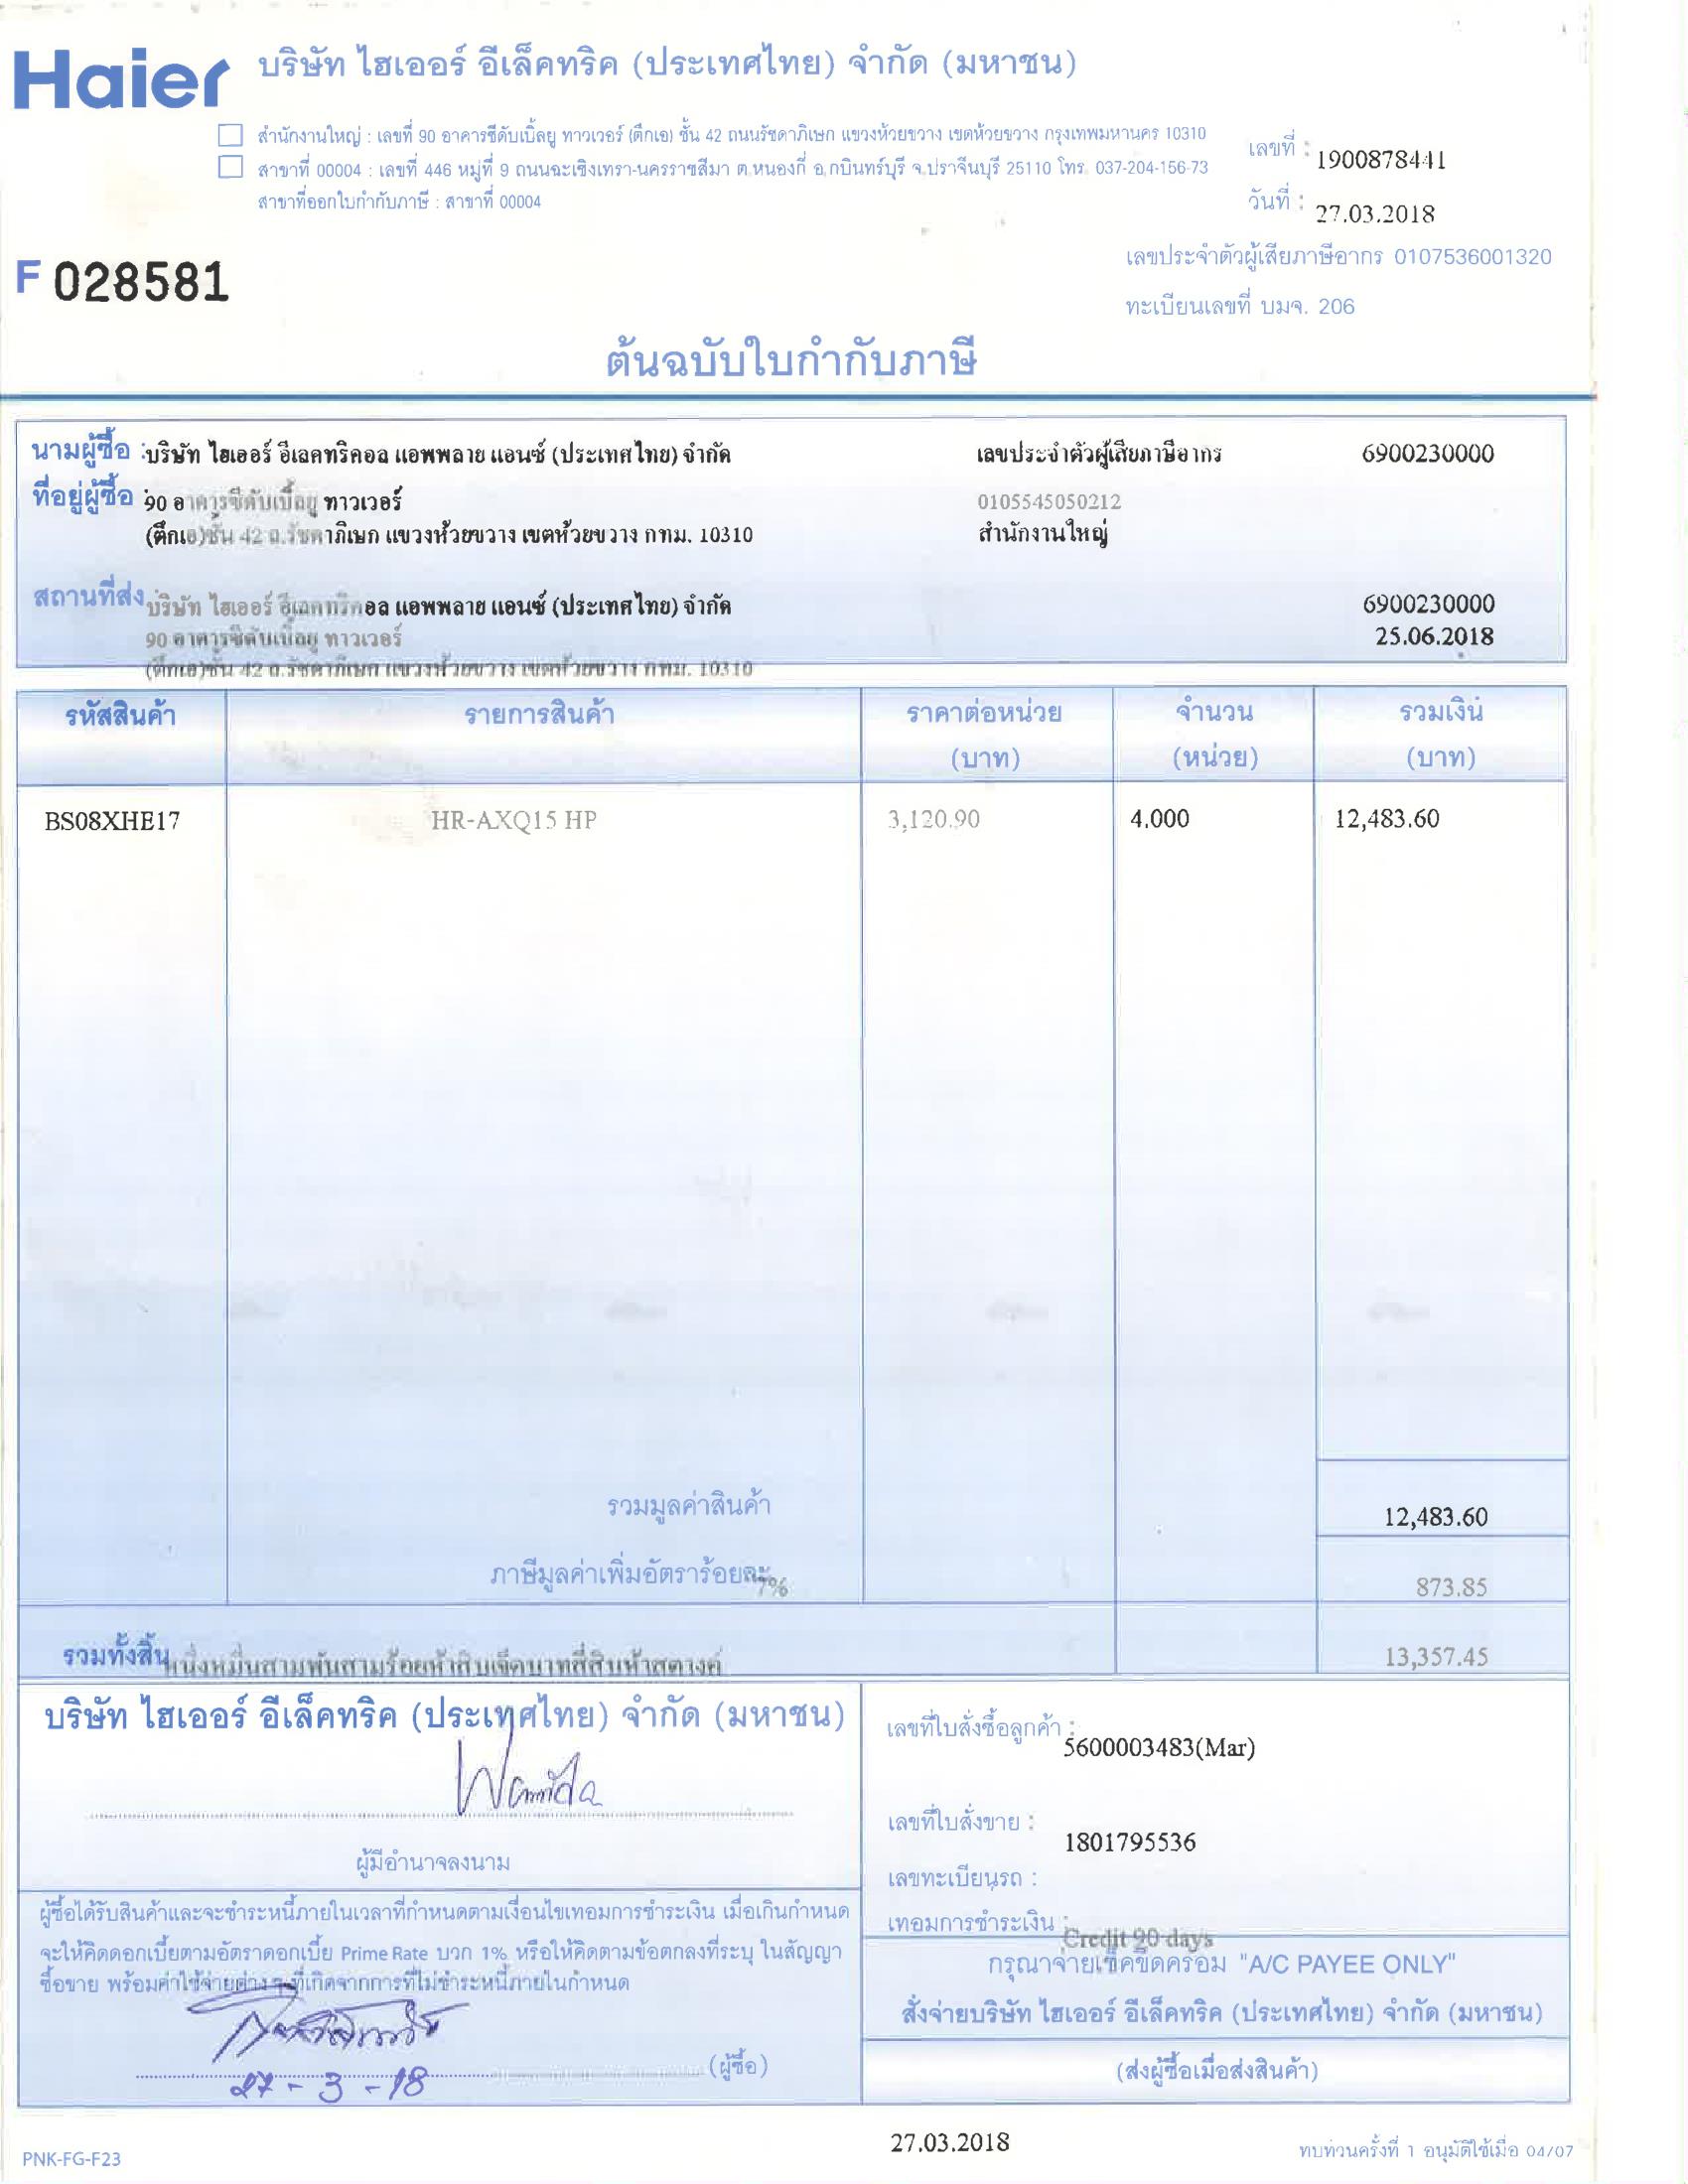 Haier บริษัท ไฮเออร์ อีเล็คทริค (ประเทศไทย) จำกัด (มหาชน)
สำนักงานใหญ่ : เลขที่ 90 อาคารซีดับเบิ้ลยู ทาวเวอร์ (ตึกเอ) ชั้น 42 ถนนรัชดาภิเษก แขวงห้วยขวาง เขตห้วยขวาง กรุงเทพมหานคร 10310
สาขาที่ 00004 : เลขที่ 446 หมู่ที่ 9 ถนนฉะเชิงเทรา-นครราชสีมา ต.หนองกี่ อ.กบินทร์บุรี จ.ปราจีนบุรี 25110 โทร. 037-204-156-73
สาขาที่ออกใบกำกับภาษี : สาขาที่ 00004
เลขที่ : 1900878441
วันที่ : 27.03.2018
เลขประจำตัวผู้เสียภาษีอากร 0107536001320
ทะเบียนเลขที่ บมจ. 206
F 028581
ต้นฉบับใบกำกับภาษี
นามผู้ซื้อ : บริษัท ไฮเออร์ อีเลคทริคอล แอพพลาย แอนซ์ (ประเทศไทย) จำกัด เลขประจำตัวผู้เสียภาษีอากร 6900230000
ที่อยู่ผู้ซื้อ : 90 อาคารซีดับเบิ้ลยู ทาวเวอร์ 0105545050212
(ตึกเอ)ชั้น 42 ถ.รัชดาภิเษก แขวงห้วยขวาง เขตห้วยขวาง กทม. 10310 สำนักงานใหญ่
สถานที่ส่ง : บริษัท ไฮเออร์ อีเลคทริคอล แอพพลาย แอนซ์ (ประเทศไทย) จำกัด 6900230000
90 อาคารซีดับเบิ้ลยู ทาวเวอร์ 25.06.2018
(ตึกเอ)ชั้น 42 ถ.รัชดาภิเษก แขวงห้วยขวาง เขตห้วยขวาง กทม. 10310
รหัสสินค้า รายการสินค้า ราคาต่อหน่วย จำนวน รวมเงิน
(บาท) (หน่วย) (บาท)
BS08XHE17 HR-AXQ15 HP 3,120.90 4.000 12,483.60
รวมมูลค่าสินค้า 12,483.60
ภาษีมูลค่าเพิ่มอัตราร้อยละ 7% 873.85
รวมทั้งสิ้น หนึ่งหมื่นสามพันสามร้อยห้าสิบเจ็ดบาทสี่สิบห้าสตางค์ 13,357.45
บริษัท ไฮเออร์ อีเล็คทริค (ประเทศไทย) จำกัด (มหาชน)
ผู้มีอำนาจลงนาม
เลขที่ใบสั่งซื้อลูกค้า : 5600003483(Mar)
เลขที่ใบสั่งขาย : 1801795536
เลขทะเบียนรถ :
เทอมการชำระเงิน : Credit 90 days
ผู้ซื้อได้รับสินค้าและจะชำระหนี้ภายในเวลาที่กำหนดตามเงื่อนไขเทอมการชำระเงิน เมื่อเกินกำหนด
จะให้คิดดอกเบี้ยตามอัตราดอกเบี้ย Prime Rate บวก 1% หรือให้คิดตามข้อตกลงที่ระบุ ในสัญญา
ซื้อขาย พร้อมค่าใช้จ่ายต่าง ๆ ที่เกิดจากการที่ไม่ชำระหนี้ภายในกำหนด
27-3-18 (ผู้ซื้อ)
กรุณาจ่ายเช็คขีดคร่อม "A/C PAYEE ONLY"
สั่งจ่ายบริษัท ไฮเออร์ อีเล็คทริค (ประเทศไทย) จำกัด (มหาชน)
(ส่งผู้ซื้อเมื่อส่งสินค้า)
27.03.2018
PNK-FG-F23 ทบทวนครั้งที่ 1 อนุมัติใช้เมื่อ 04/07